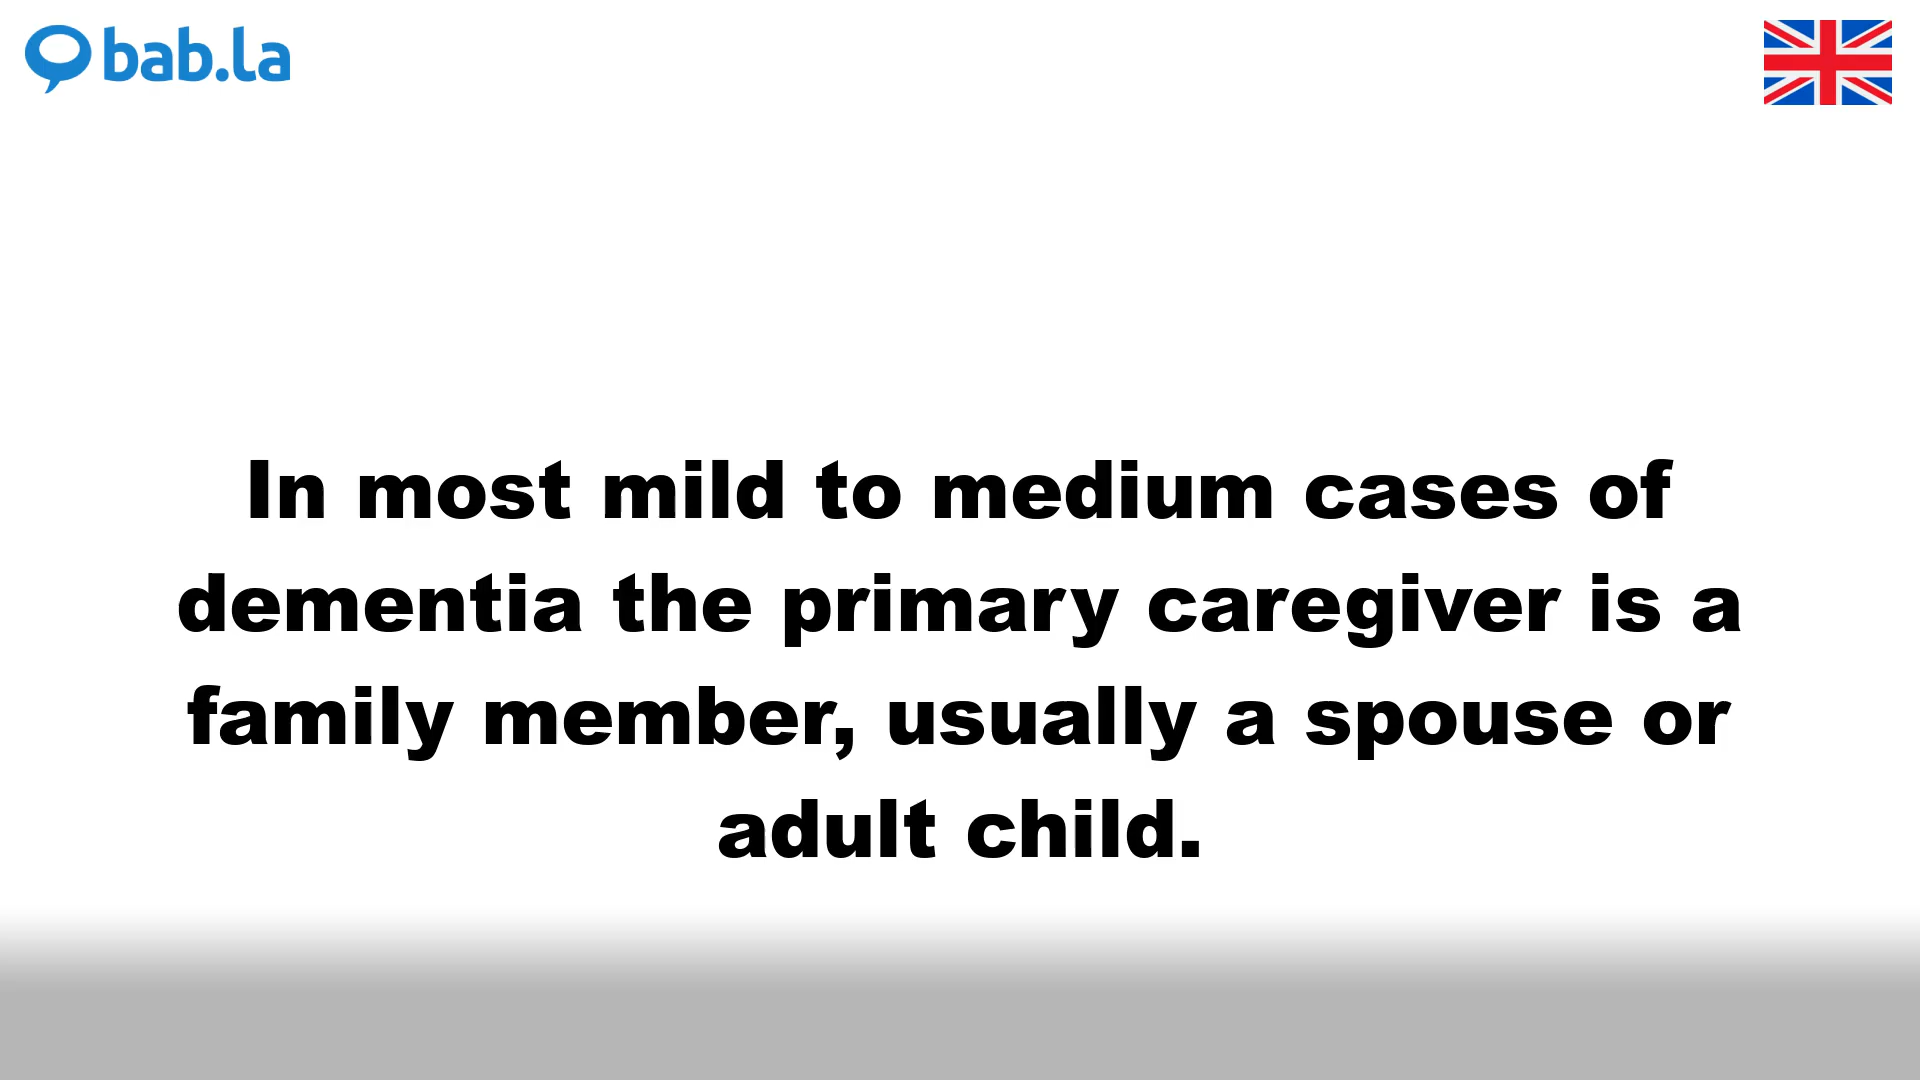 bab.la
In most mild to medium cases of
dementia the primary caregiver is a
family member, usually a spouse or
adult child.